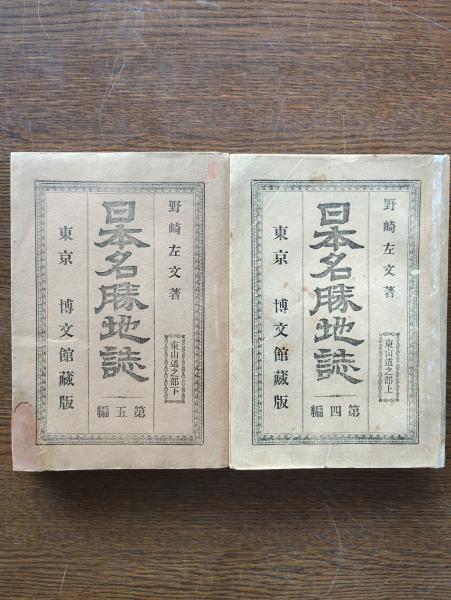 野崎左文著
日本名勝地誌
東山道之部上
第四編
東京 博文館藏版
野崎左文著
日本名勝地誌
東山道之部下
第五編
東京 博文館藏版